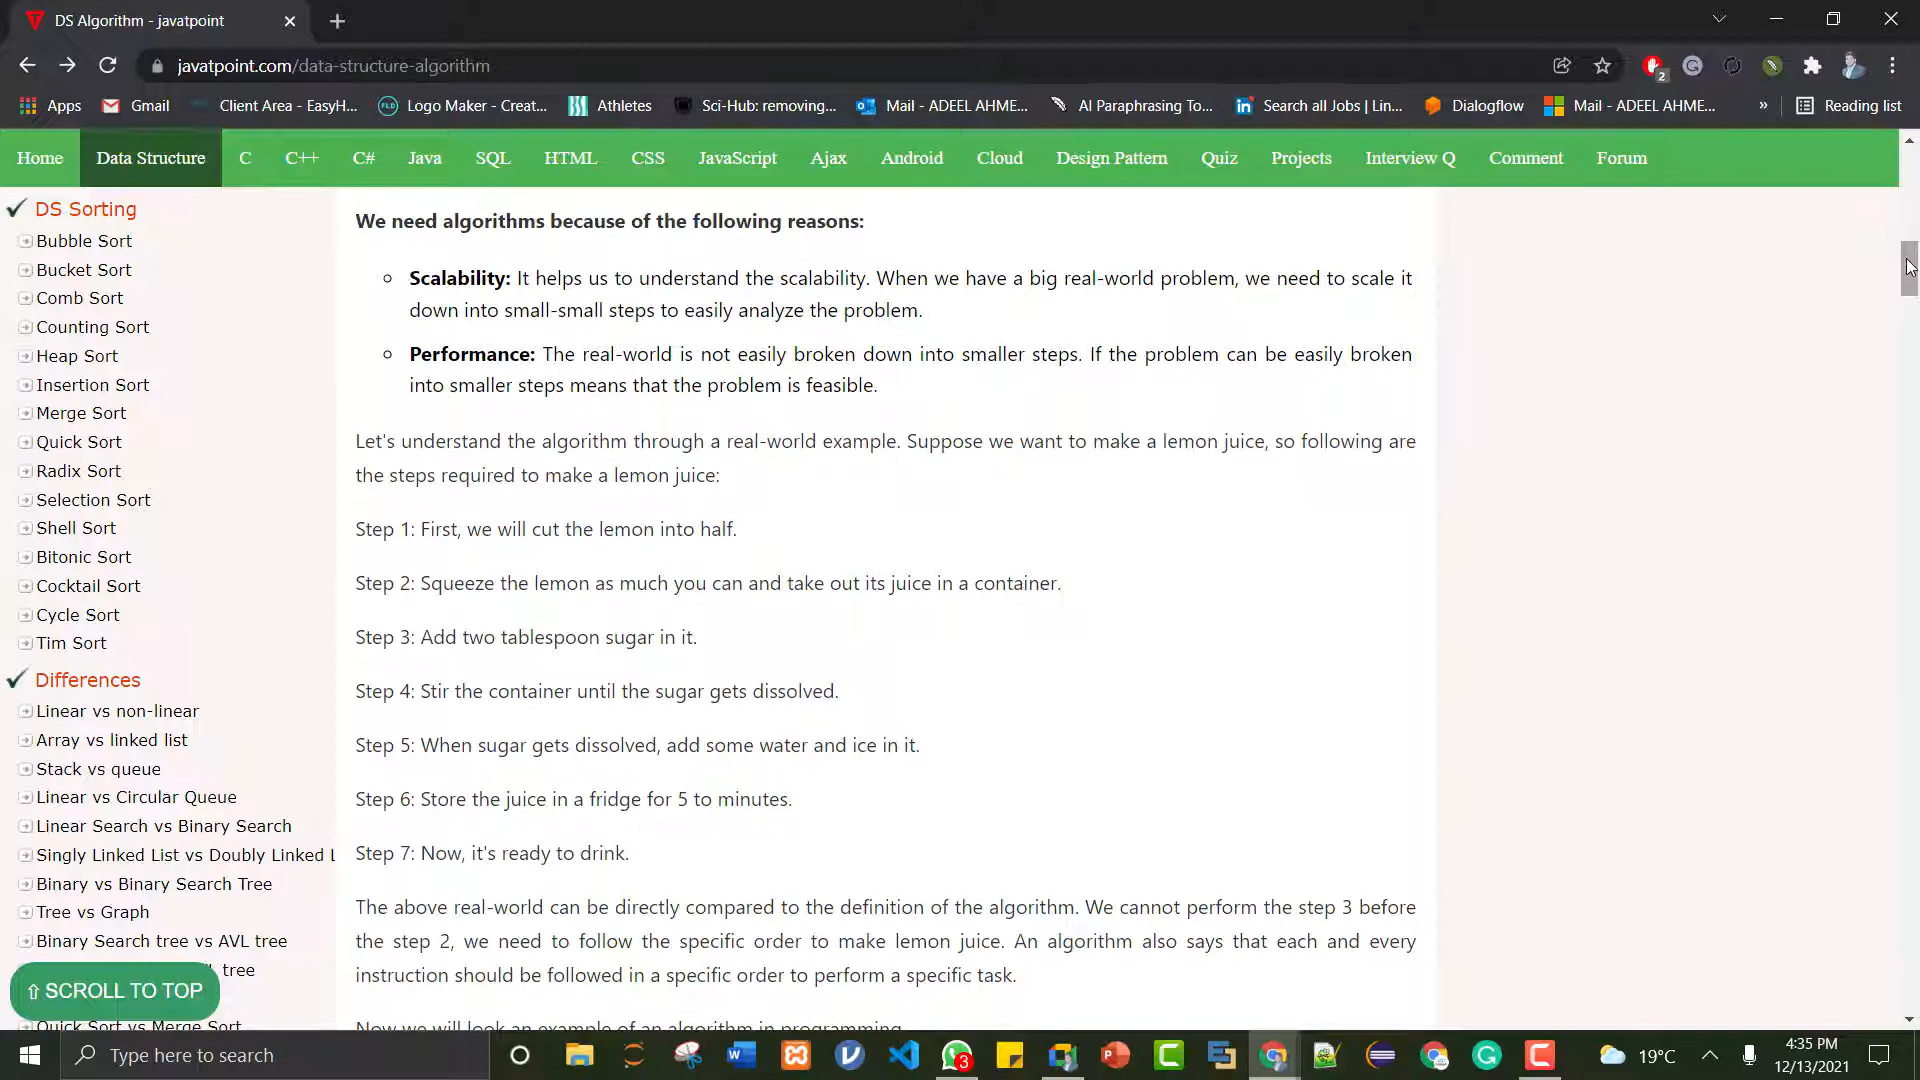 DS Algorithm - javatpoint
javatpoint.com/data-structure-algorithm
2
Apps
Gmail
Client Area - EasyH...
FLD
Logo Maker - Creat...
Athletes
Sci-Hub: removing...
Mail - ADEEL AHME...
AI Paraphrasing To...
Search all Jobs | Lin...
Dialogflow
Mail - ADEEL AHME...
»
Reading list
Home
Data Structure
C
C++
C#
Java
SQL
HTML
CSS
JavaScript
Ajax
Android
Cloud
Design Pattern
Quiz
Projects
Interview Q
Comment
Forum
DS Sorting
Bubble Sort
Bucket Sort
Comb Sort
Counting Sort
Heap Sort
Insertion Sort
Merge Sort
Quick Sort
Radix Sort
Selection Sort
Shell Sort
Bitonic Sort
Cocktail Sort
Cycle Sort
Tim Sort
Differences
Linear vs non-linear
Array vs linked list
Stack vs queue
Linear vs Circular Queue
Linear Search vs Binary Search
Singly Linked List vs Doubly Linked L
Binary vs Binary Search Tree
Tree vs Graph
Binary Search tree vs AVL tree
tree
⇧ SCROLL TO TOP
Quick Sort vs Merge Sort
We need algorithms because of the following reasons:
Scalability: It helps us to understand the scalability. When we have a big real-world problem, we need to scale it
down into small-small steps to easily analyze the problem.
Performance: The real-world is not easily broken down into smaller steps. If the problem can be easily broken
into smaller steps means that the problem is feasible.
Let's understand the algorithm through a real-world example. Suppose we want to make a lemon juice, so following are
the steps required to make a lemon juice:
Step 1: First, we will cut the lemon into half.
Step 2: Squeeze the lemon as much you can and take out its juice in a container.
Step 3: Add two tablespoon sugar in it.
Step 4: Stir the container until the sugar gets dissolved.
Step 5: When sugar gets dissolved, add some water and ice in it.
Step 6: Store the juice in a fridge for 5 to minutes.
Step 7: Now, it's ready to drink.
The above real-world can be directly compared to the definition of the algorithm. We cannot perform the step 3 before
the step 2, we need to follow the specific order to make lemon juice. An algorithm also says that each and every
instruction should be followed in a specific order to perform a specific task.
Now we will look an example of an algorithm in programming.
Type here to search
3
19°C
4:35 PM
12/13/2021